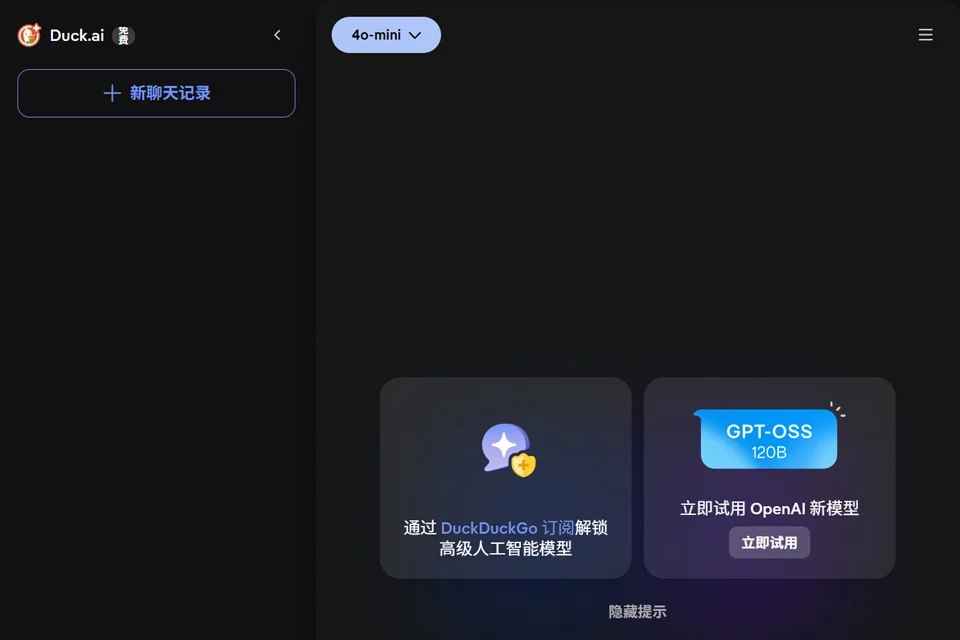 Duck.ai 免费
4o-mini
新聊天记录
通过 DuckDuckGo 订阅解锁
高级人工智能模型
GPT-OSS
120B
立即试用 OpenAI 新模型
立即试用
隐藏提示